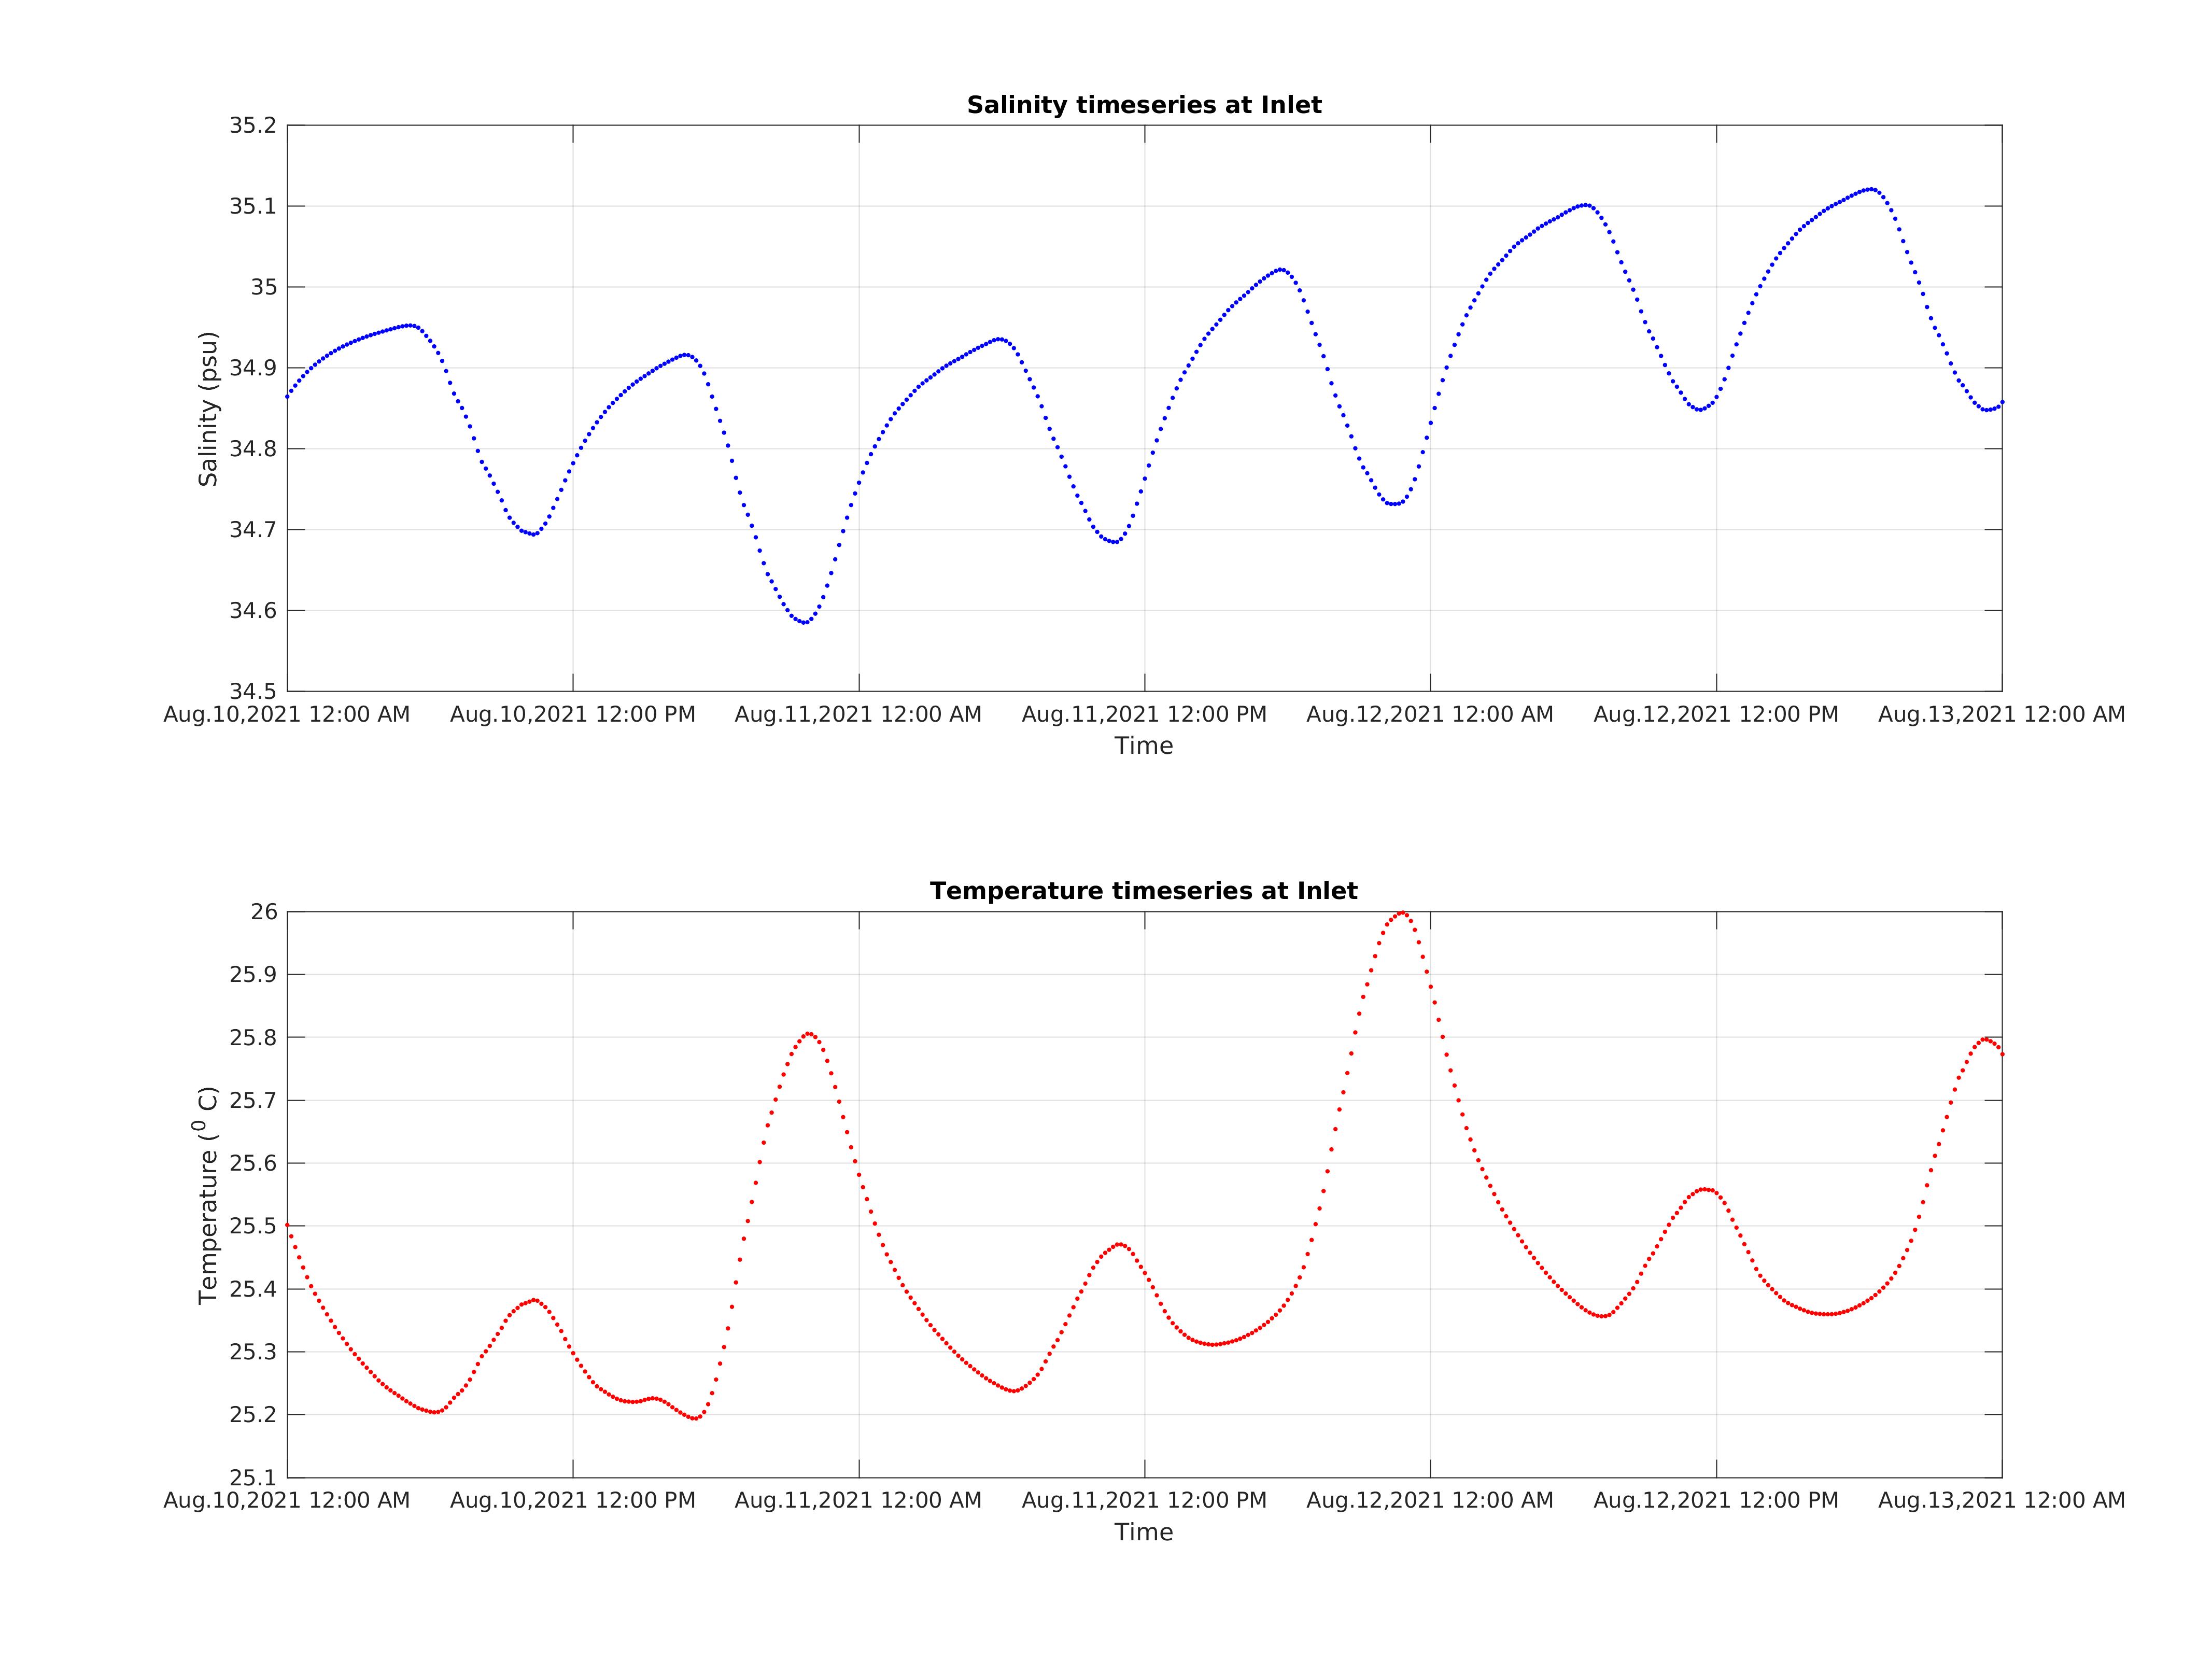 Salinity timeseries at Inlet
35.2
35.1
35
34.9
34.8
34.7
34.6
34.5
Salinity (psu)
Aug.10,2021 12:00 AM Aug.10,2021 12:00 PM Aug.11,2021 12:00 AM Aug.11,2021 12:00 PM Aug.12,2021 12:00 AM Aug.12,2021 12:00 PM Aug.13,2021 12:00 AM
Time
Temperature timeseries at Inlet
26
25.9
25.8
25.7
25.6
25.5
25.4
25.3
25.2
25.1
Temperature (⁰ C)
Aug.10,2021 12:00 AM Aug.10,2021 12:00 PM Aug.11,2021 12:00 AM Aug.11,2021 12:00 PM Aug.12,2021 12:00 AM Aug.12,2021 12:00 PM Aug.13,2021 12:00 AM
Time